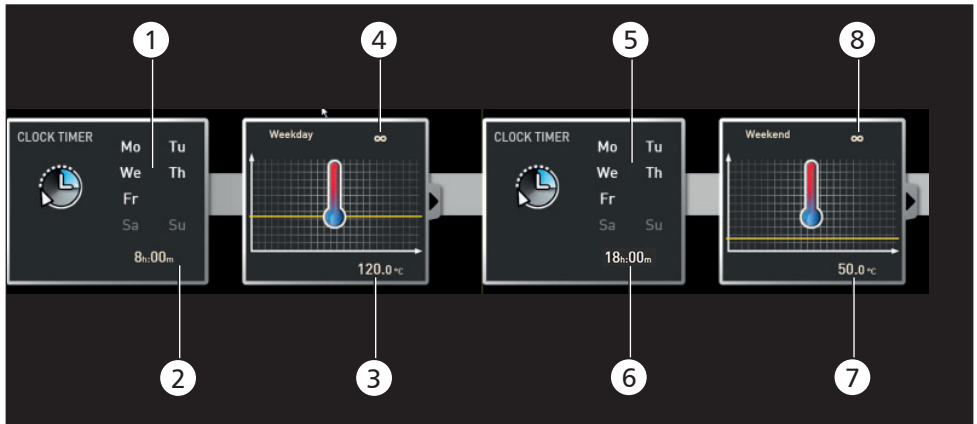 1 4 5 8
CLOCK TIMER
Mo Tu
We Th
Fr
Sa Su
8h:00m
Weekday ∞
120.0 °C
CLOCK TIMER
Mo Tu
We Th
Fr
Sa Su
18h:00m
Weekend ∞
50.0 °C
2 3 6 7